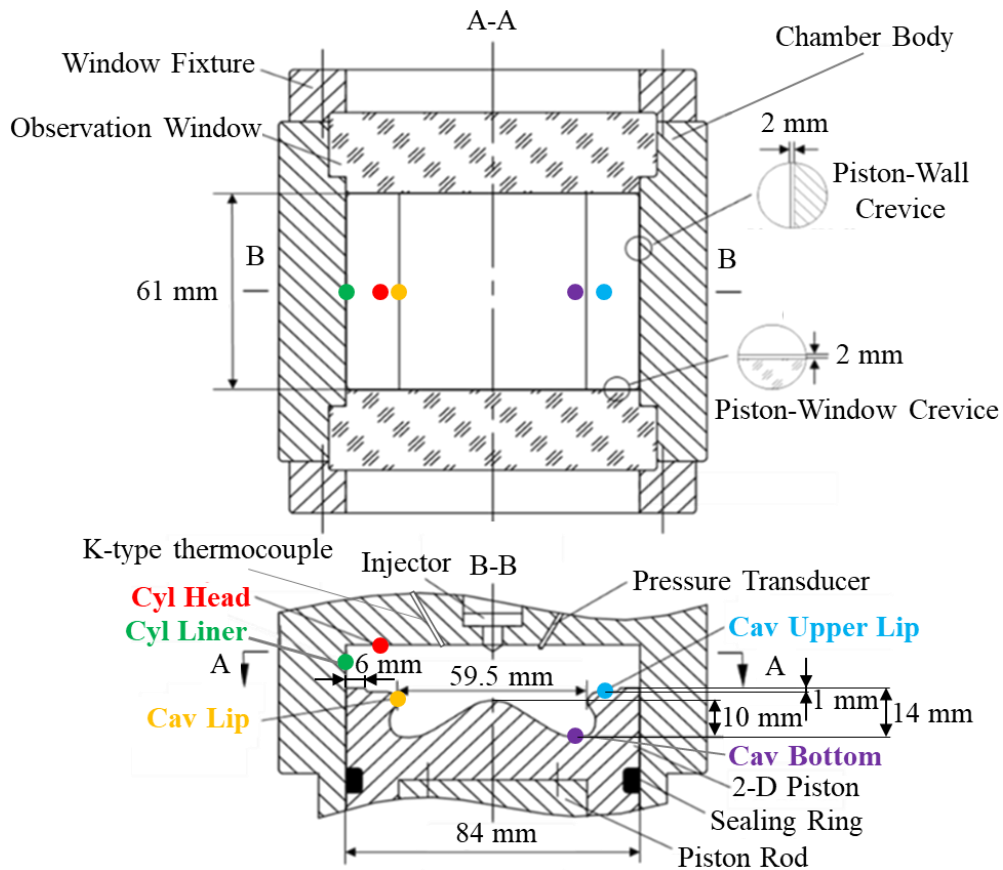 A-A
Window Fixture
Chamber Body
Observation Window
2 mm
Piston-Wall
Crevice
B
B
61 mm
2 mm
Piston-Window Crevice
K-type thermocouple
Injector
B-B
Pressure Transducer
Cyl Head
Cyl Liner
Cav Upper Lip
A
6 mm
59.5 mm
A
1 mm
Cav Lip
10 mm
14 mm
Cav Bottom
2-D Piston
Sealing Ring
84 mm
Piston Rod